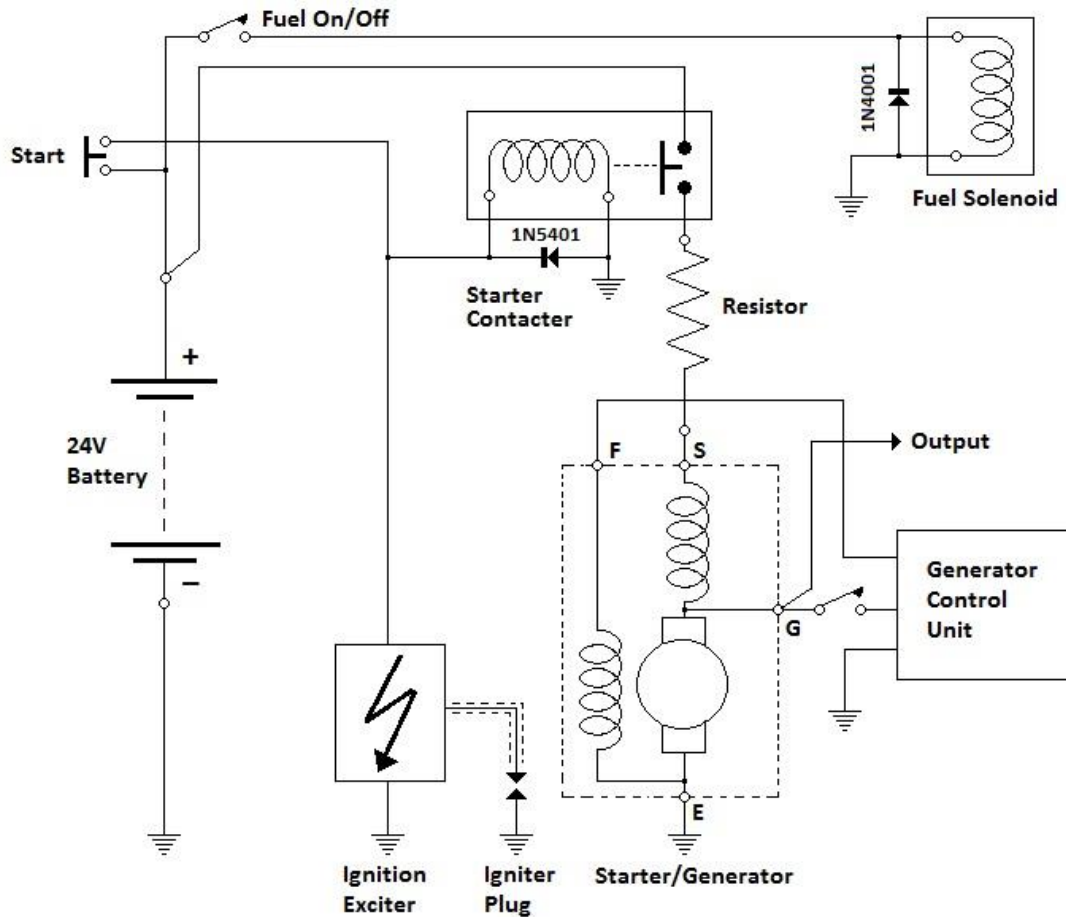 Fuel On/Off
1N4001
Start
Fuel Solenoid
1N5401
Starter
Contacter
Resistor
+
24V
Battery
–
F
S
Output
G
Generator
Control
Unit
E
Ignition
Exciter
Igniter
Plug
Starter/Generator